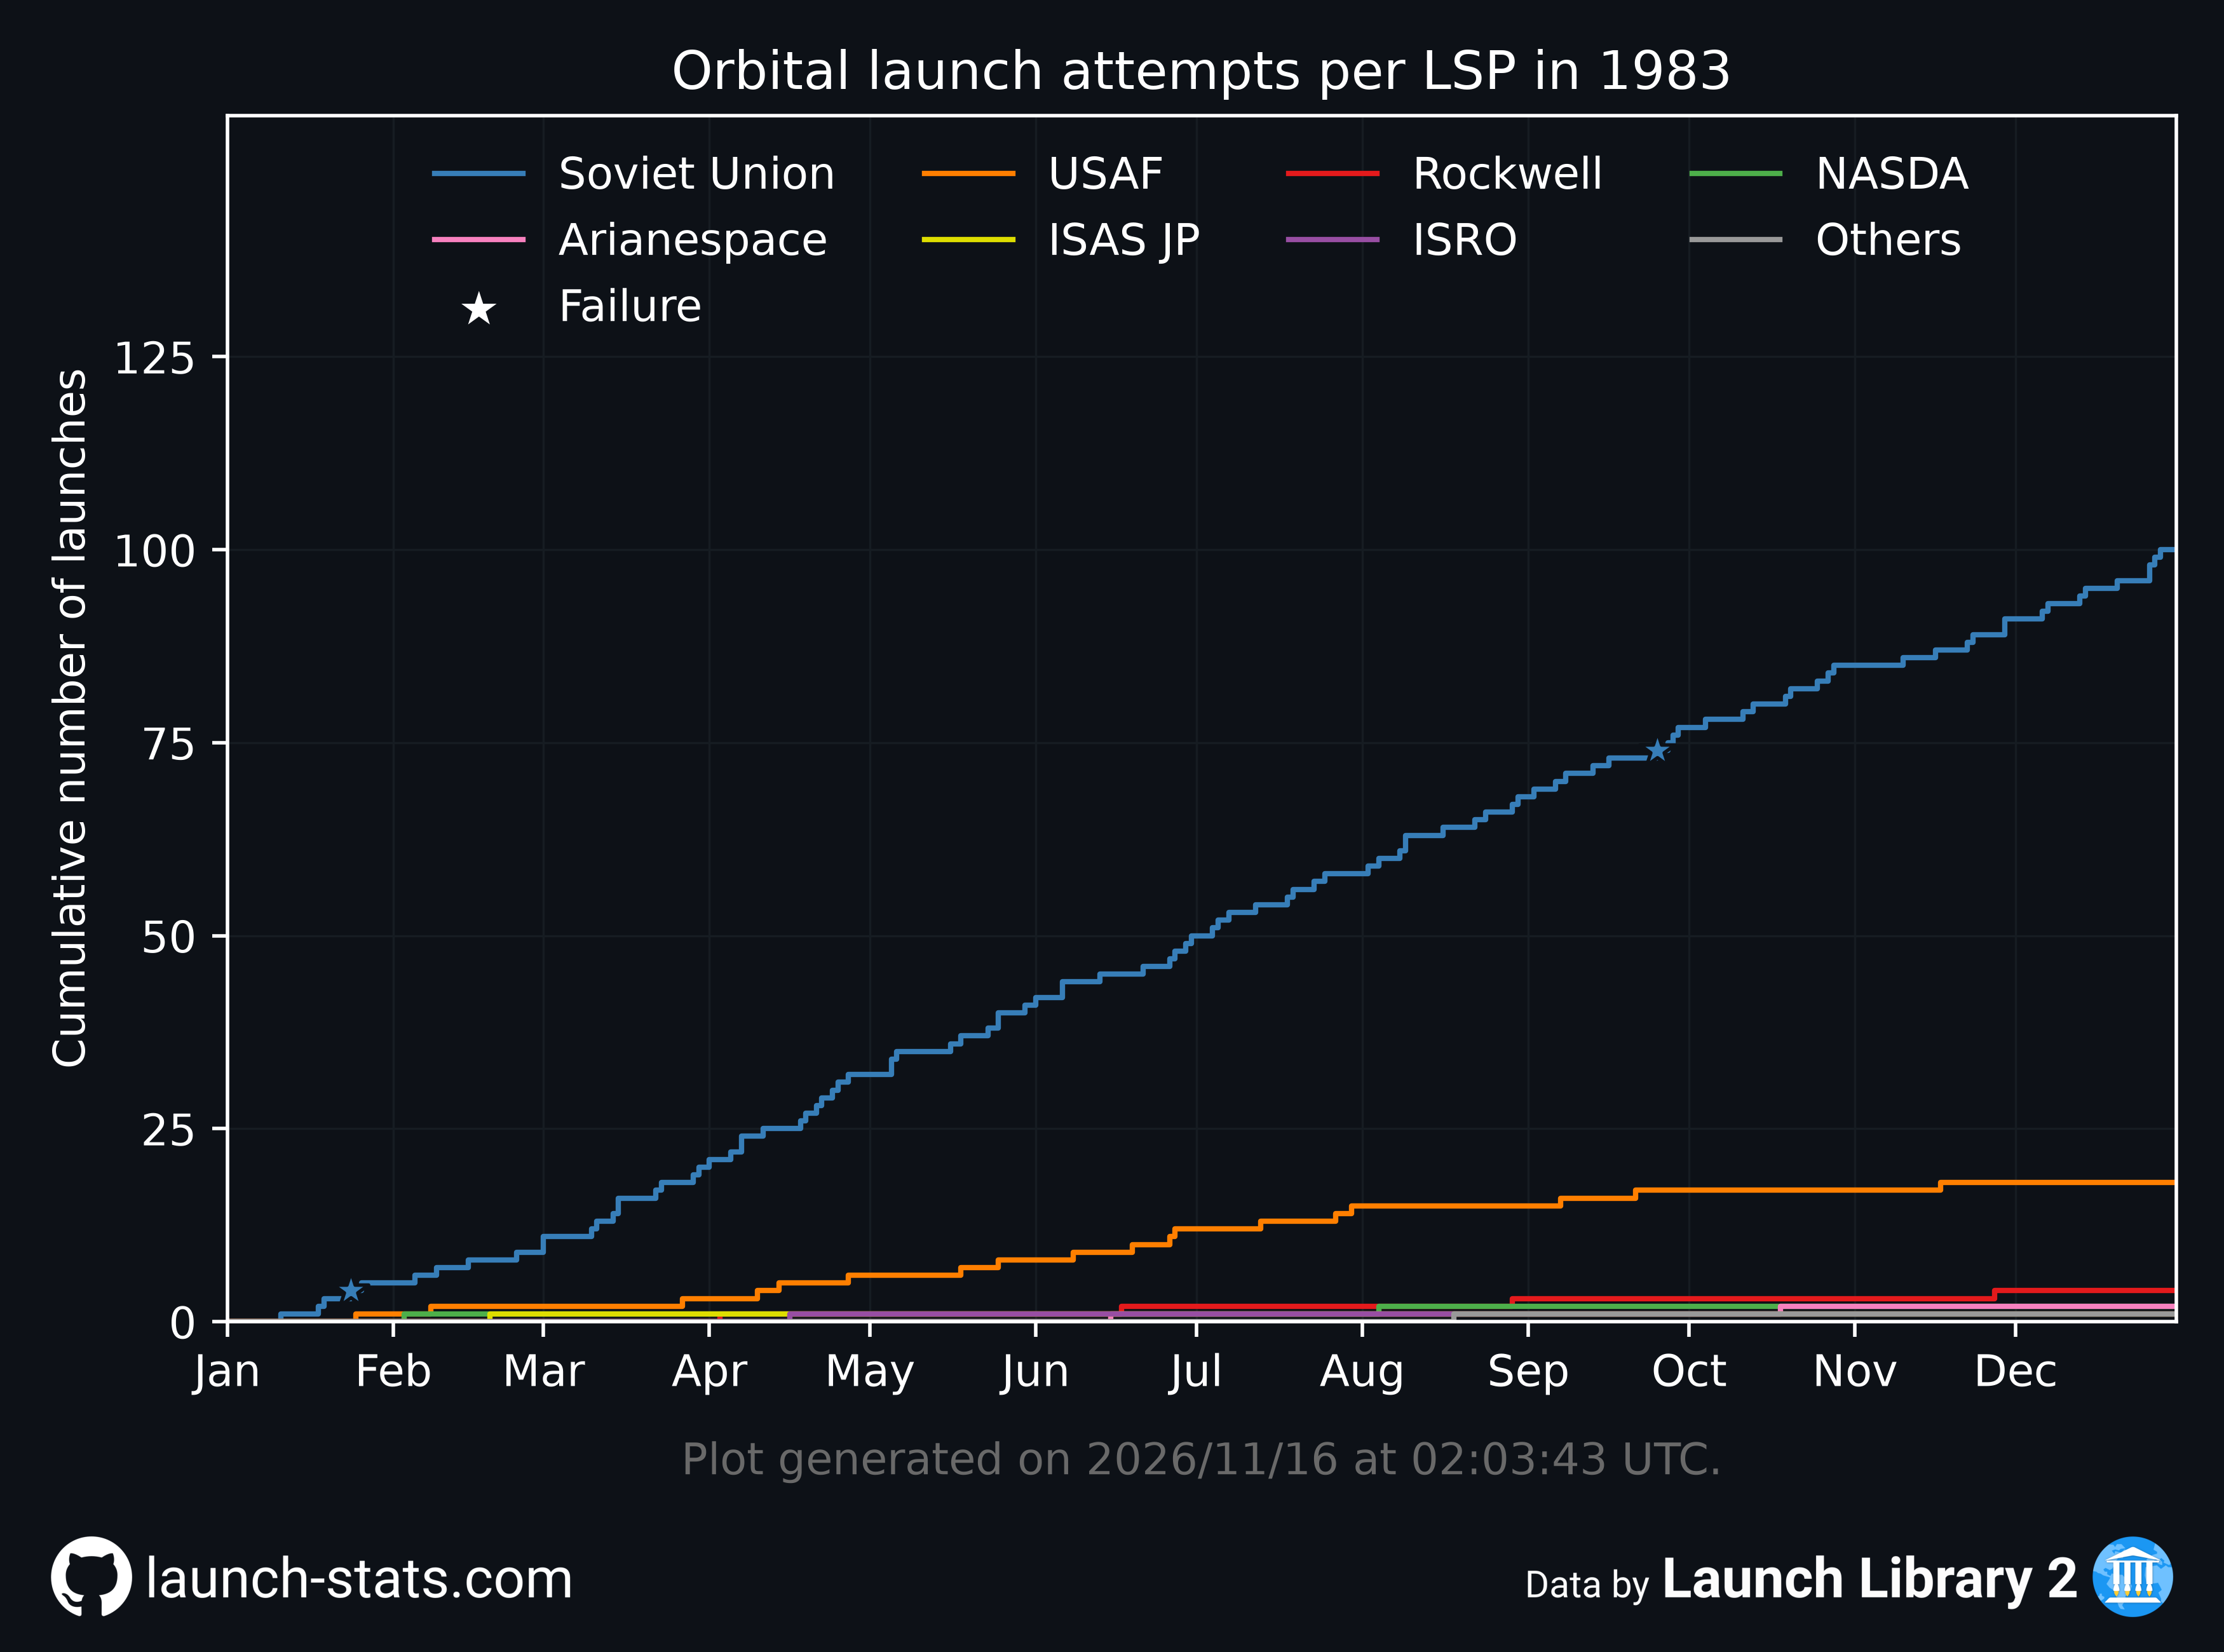 Orbital launch attempts per LSP in 1983
Soviet Union USAF Rockwell NASDA
Arianespace ISAS JP ISRO Others
Failure
Cumulative number of launches
125
100
75
50
25
0
Jan Feb Mar Apr May Jun Jul Aug Sep Oct Nov Dec
Plot generated on 2026/11/16 at 02:03:43 UTC.
launch-stats.com
Data by Launch Library 2